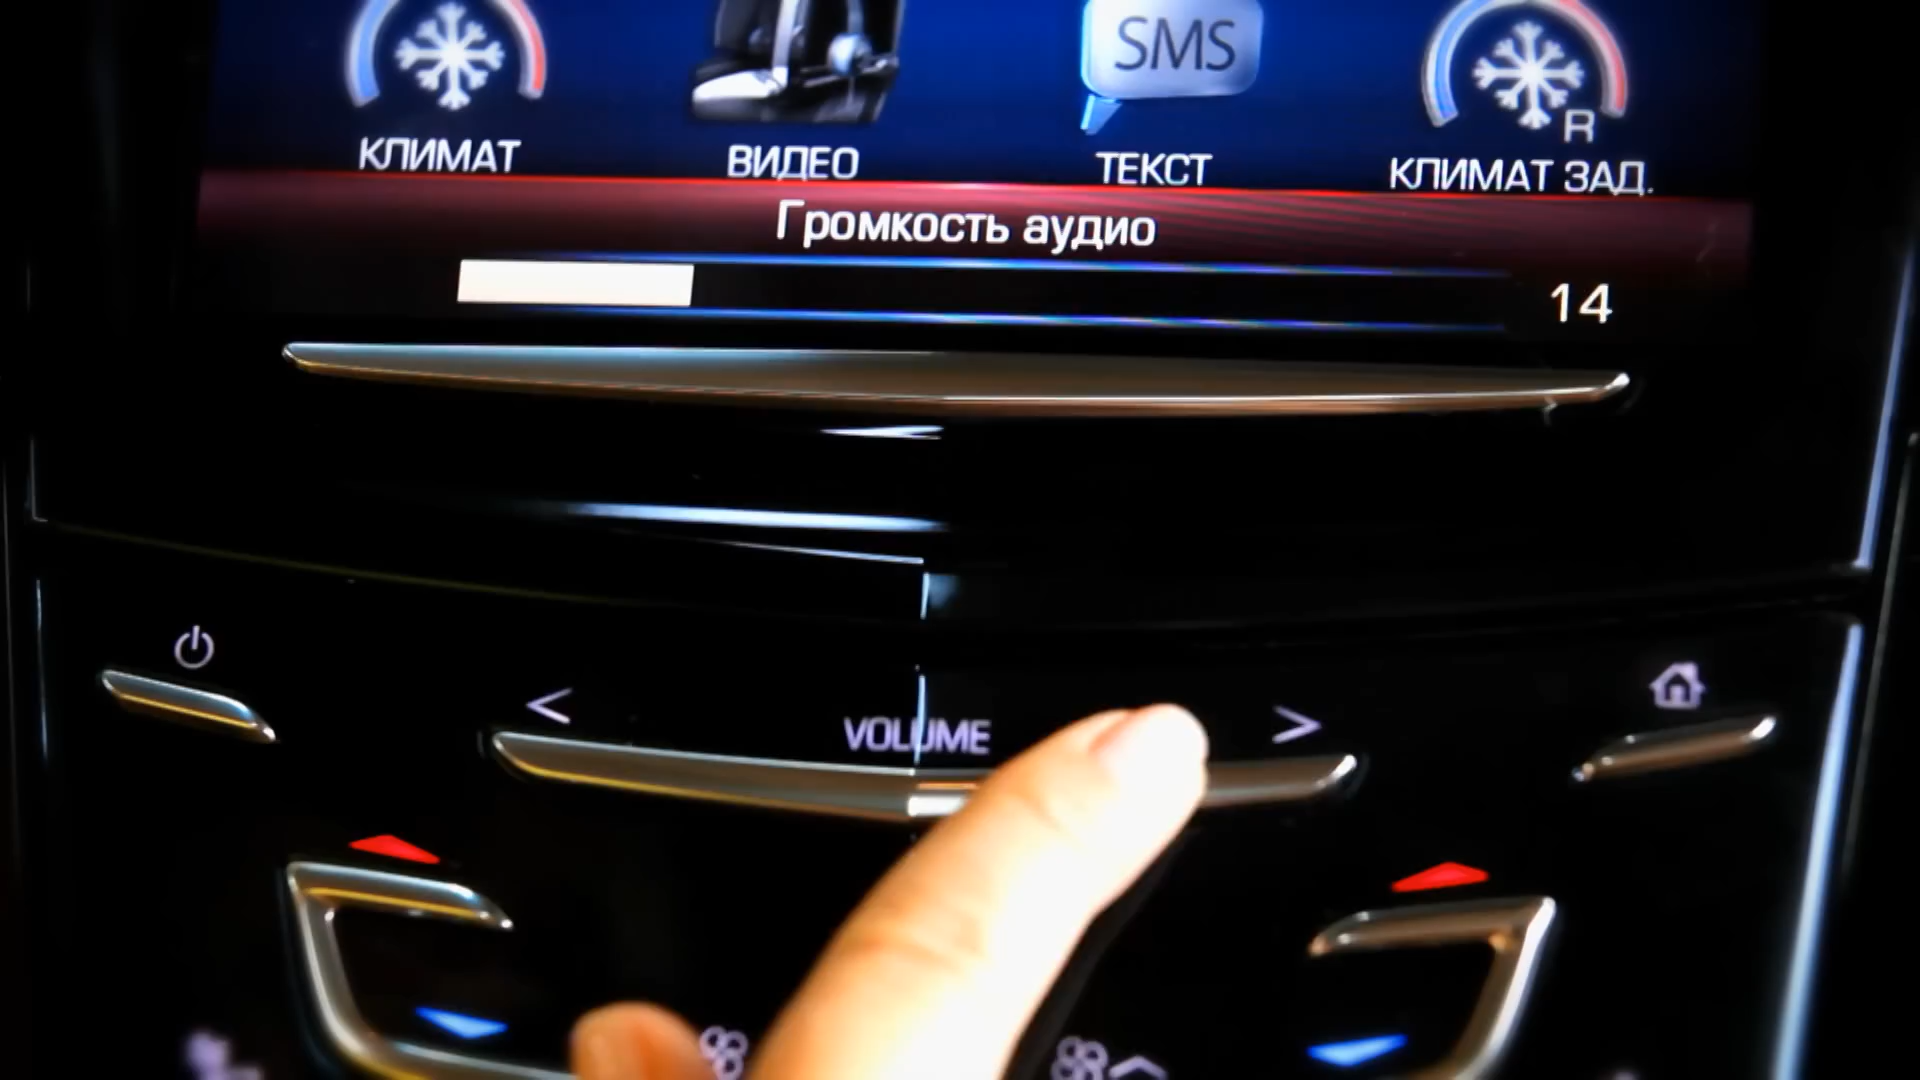 SMS
R
КЛИМАТ
ВИДЕО
ТЕКСТ
КЛИМАТ ЗАД.
Громкость аудио
14
< VOLUME >